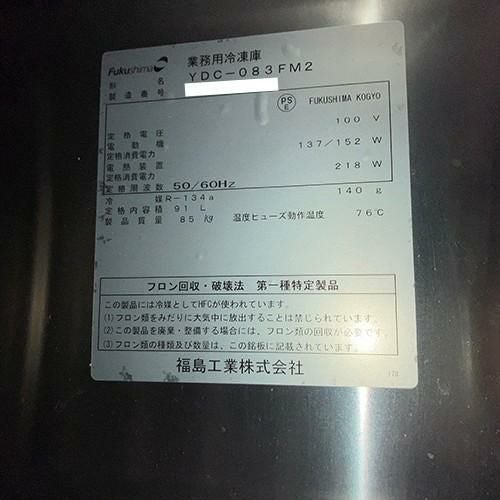 Fukushima 業務用冷凍庫
型名 YDC-083FM2
製造番号
PS E FUKUSHIMA KOGYO
定格電圧 100 V
電動機定格消費電力 137/152 W
電熱装置定格消費電力 218 W
定格周波数 50/60Hz
冷媒 R-134a 140 g
定格内容積 91 L
製品質量 85 kg 温度ヒューズ動作温度 76℃
フロン回収・破壊法 第一種特定製品
この製品には冷媒としてHFCが使われています。
(1)フロン類をみだりに大気中に放出することは禁じられています。
(2)この製品を廃棄・整備する場合には、フロン類の回収が必要です。
(3)フロン類の種類及び数量は、この銘板に記載されています。
福島工業株式会社